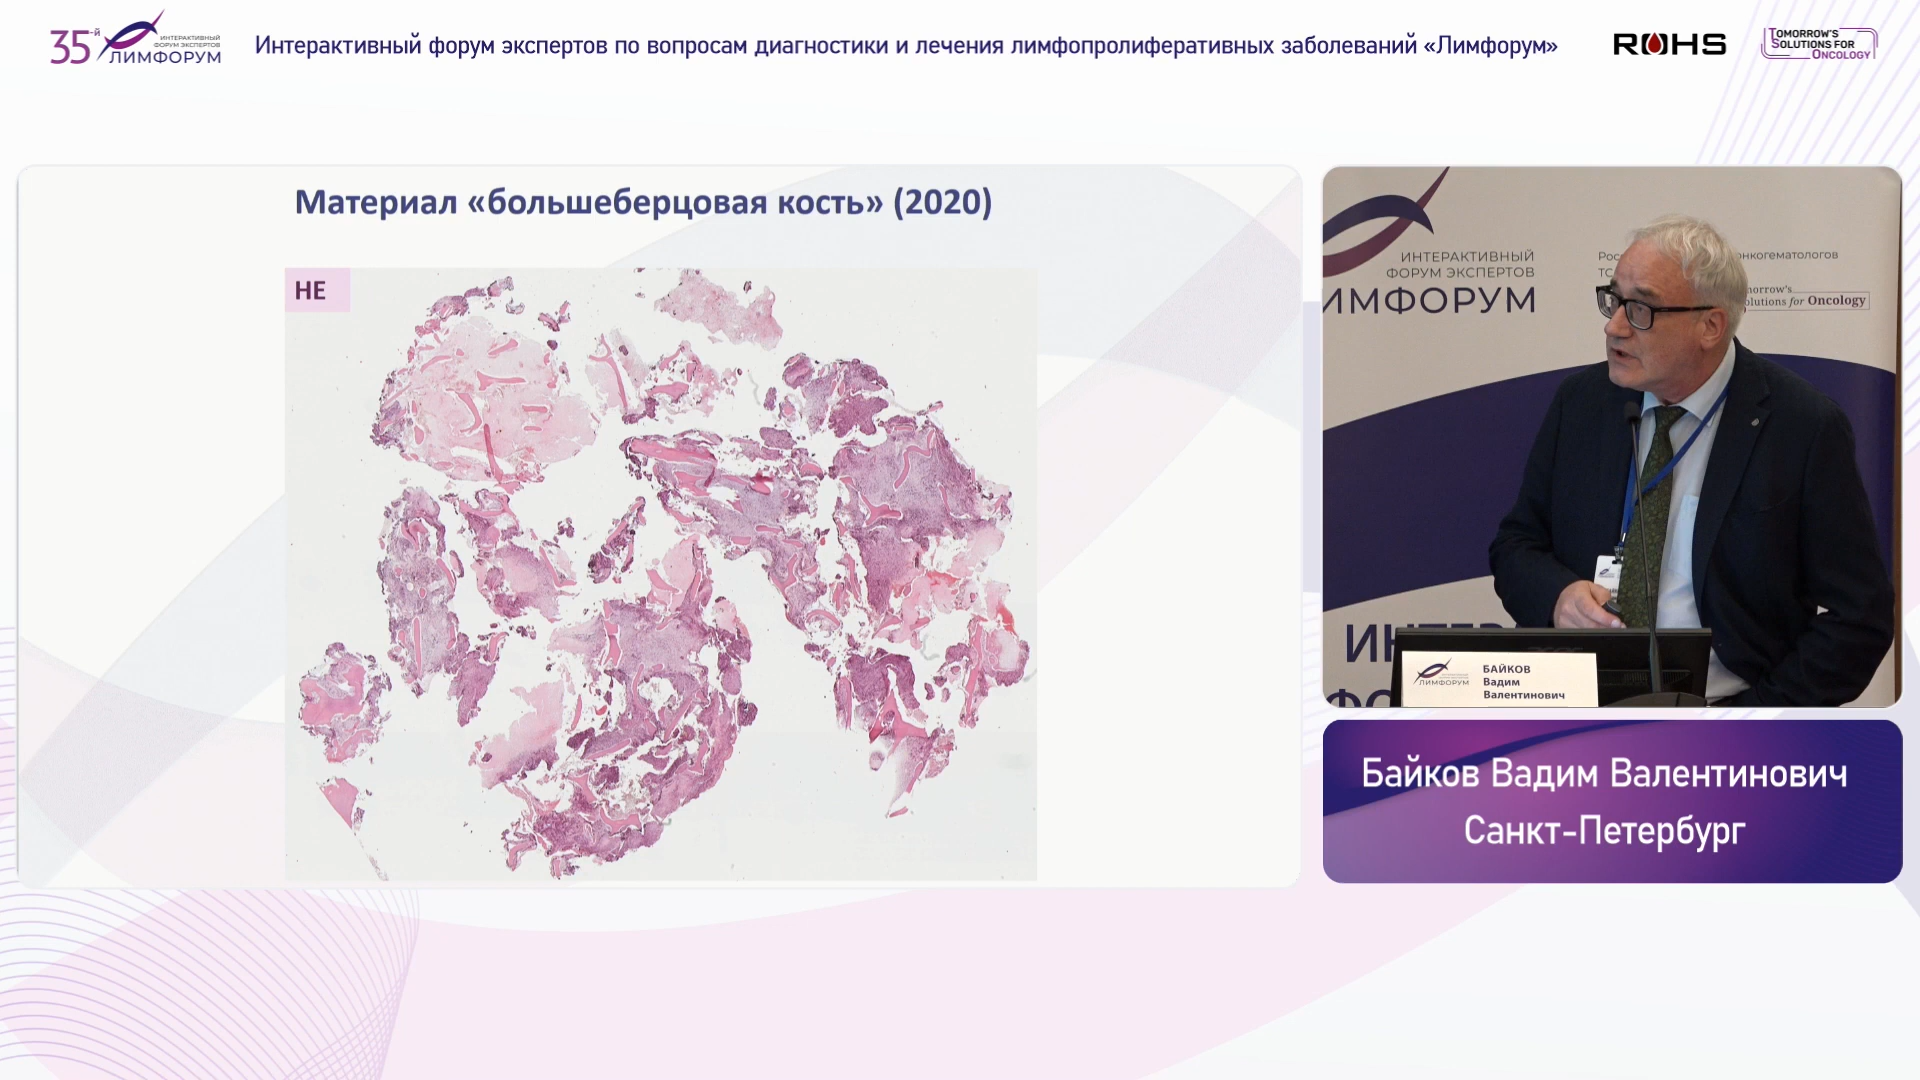 35-й
ИНТЕРАКТИВНЫЙ
ФОРУМ ЭКСПЕРТОВ
ЛИМФОРУМ
Интерактивный форум экспертов по вопросам диагностики и лечения лимфопролиферативных заболеваний «Лимфорум»
ROHS
TOMORROW'S
SOLUTIONS FOR
ONCOLOGY
Материал «большеберцовая кость» (2020)
HE
ИНТЕРАКТИВНЫЙ
ФОРУМ ЭКСПЕРТОВ
ИМФОРУМ
онкогематологов
olutions for Oncology
ЛИМФОРУМ
БАЙКОВ
Вадим
Валентинович
Байков Вадим Валентинович
Санкт-Петербург